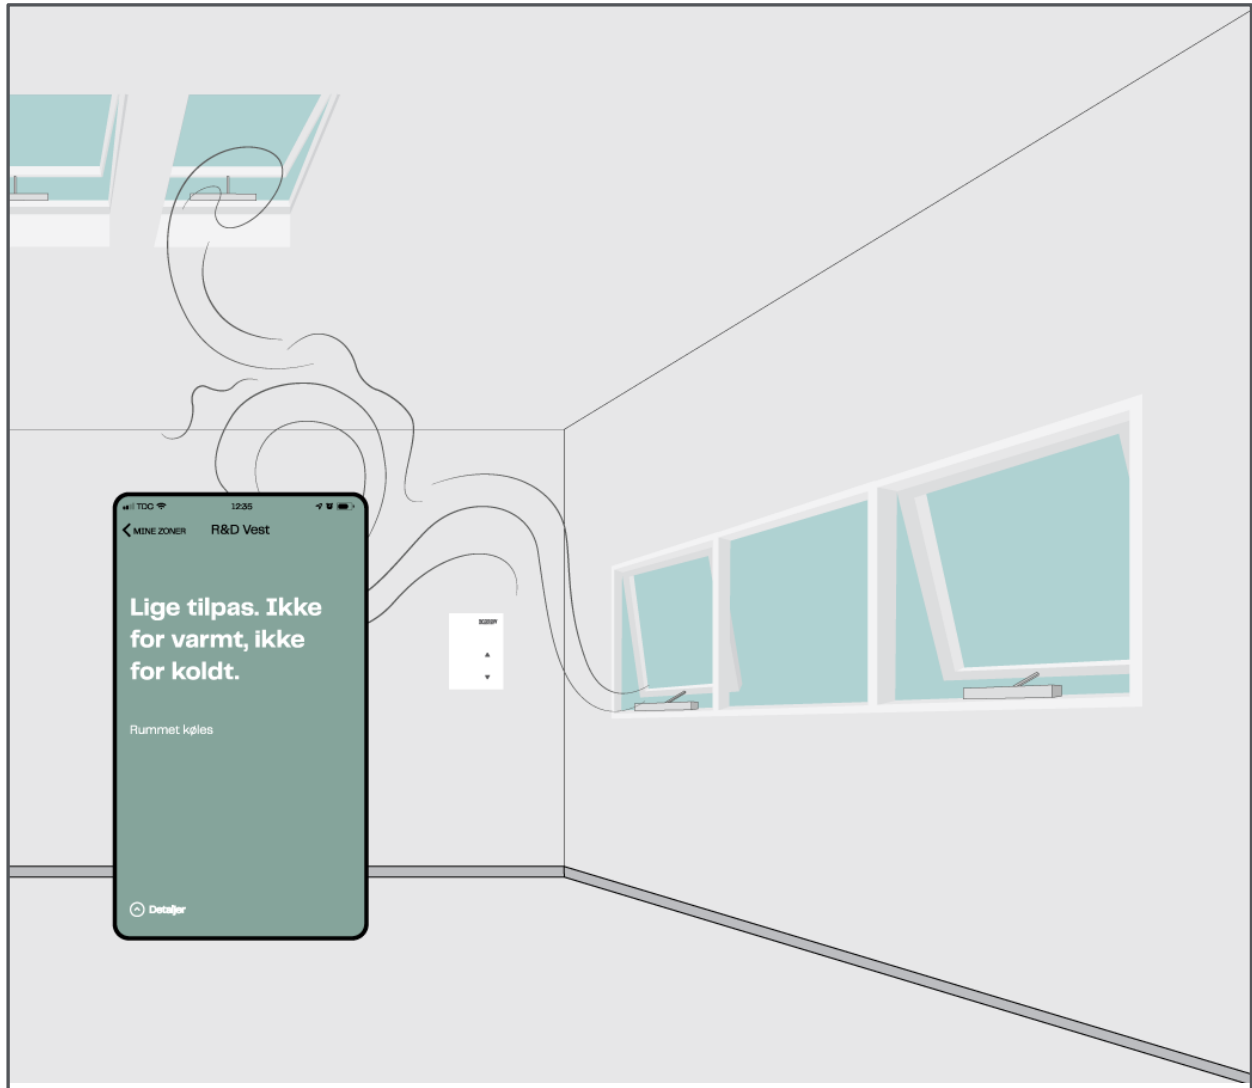 TDC 12:35
MINE ZONER R&D Vest
Lige tilpas. Ikke
for varmt, ikke
for koldt.
Rummet køles
Detaljer